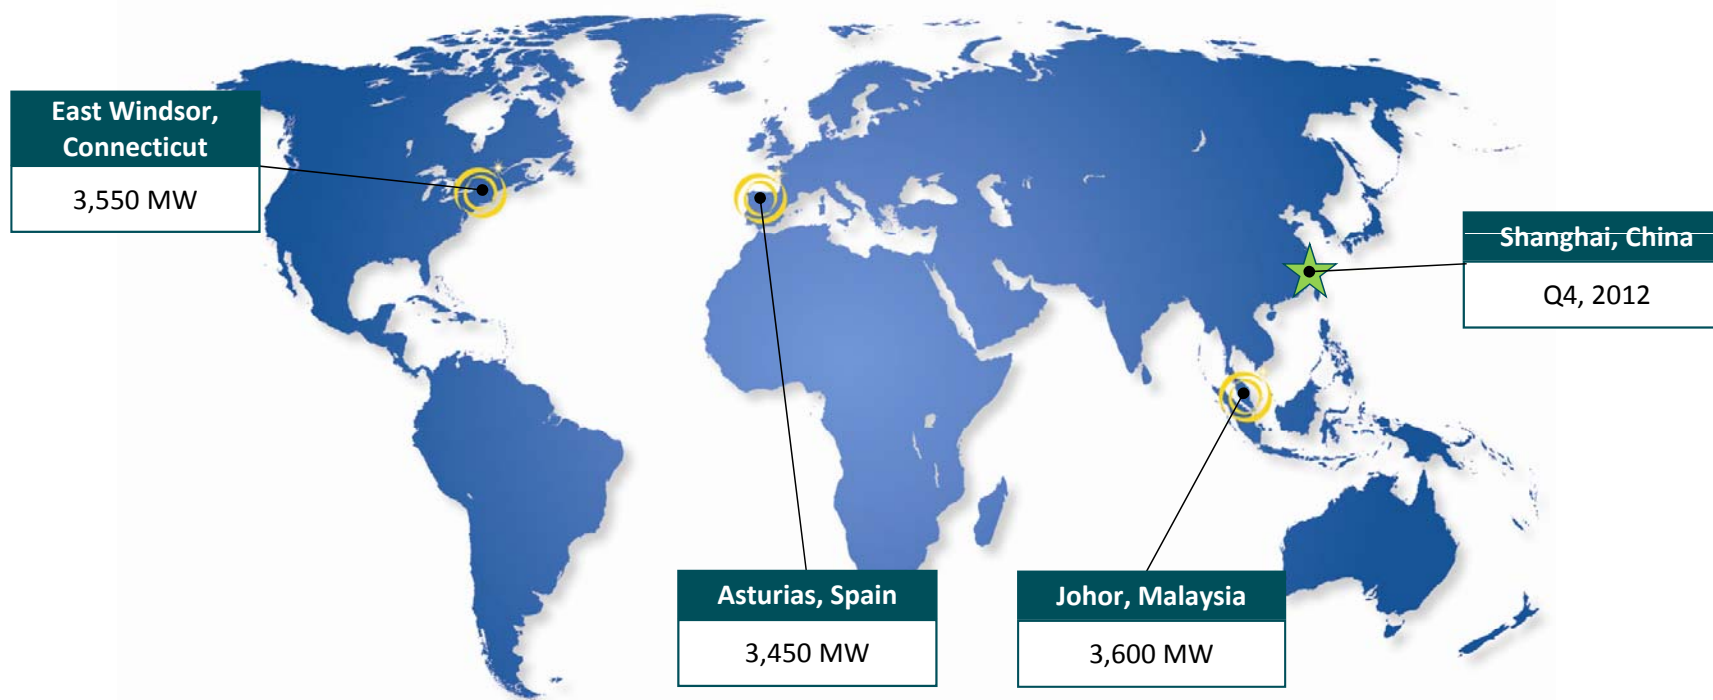 East Windsor,
Connecticut
3,550 MW
Shanghai, China
Q4, 2012
Asturias, Spain
3,450 MW
Johor, Malaysia
3,600 MW